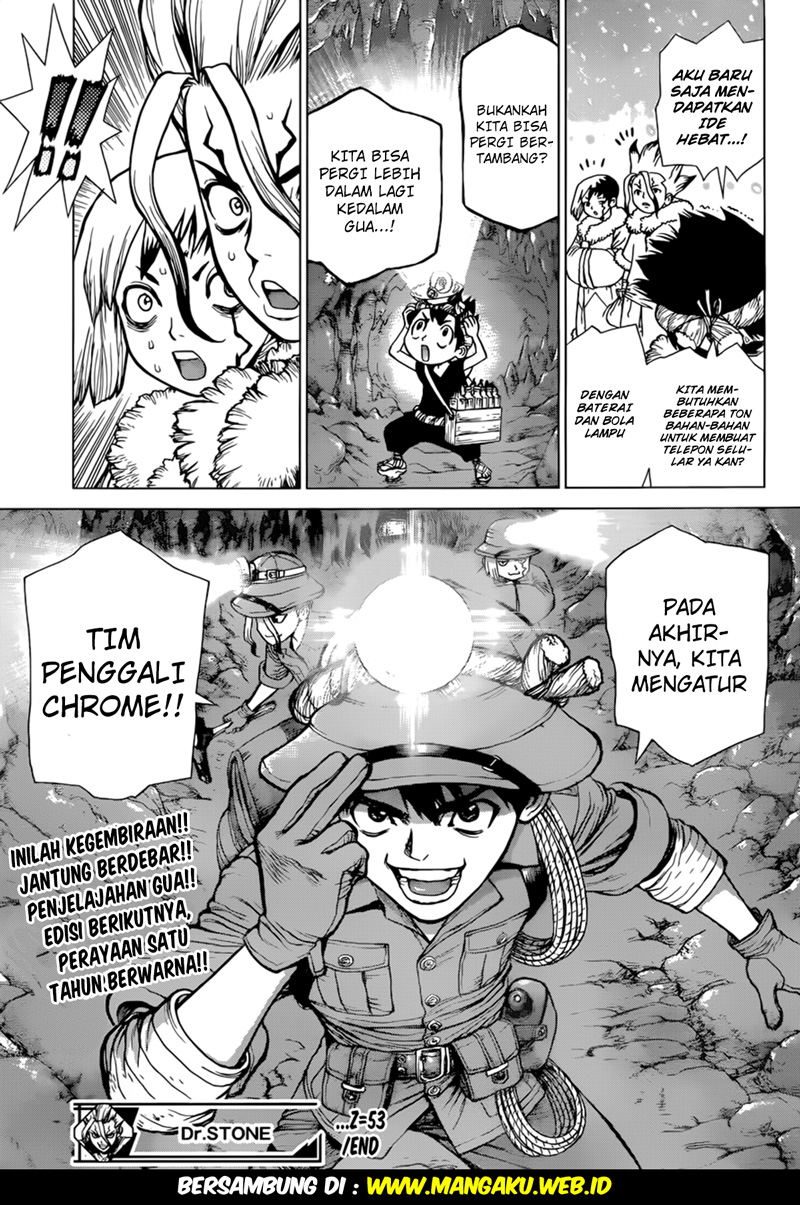 AKU BARU
SAJA MEN-
DAPATKAN
IDE
HEBAT...!
KITA MEM-
BUTUHKAN
BEBERAPA TON
BAHAN-BAHAN
UNTUK MEMBUAT
TELEPON SELU-
LAR YA KAN?
DENGAN
BATERAI
DAN BOLA
LAMPU
BUKANKAH
KITA BISA
PERGI BER-
TAMBANG?
KITA BISA
PERGI LEBIH
DALAM LAGI
KEDALAM
GUA...!
!!
PADA
AKHIR-
NYA, KITA
MENGATUR
TIM
PENGGALI
CHROME!!
INILAH KEGEMBIRAAN!!
JANTUNG BERDEBAR!!
PENJELAJAHAN GUA!!
EDISI BERIKUTNYA,
PERAYAAN SATU
TAHUN BERWARNA!!
Dr.STONE
...Z=53
/END
BERSAMBUNG DI : WWW.MANGAKU.WEB.ID